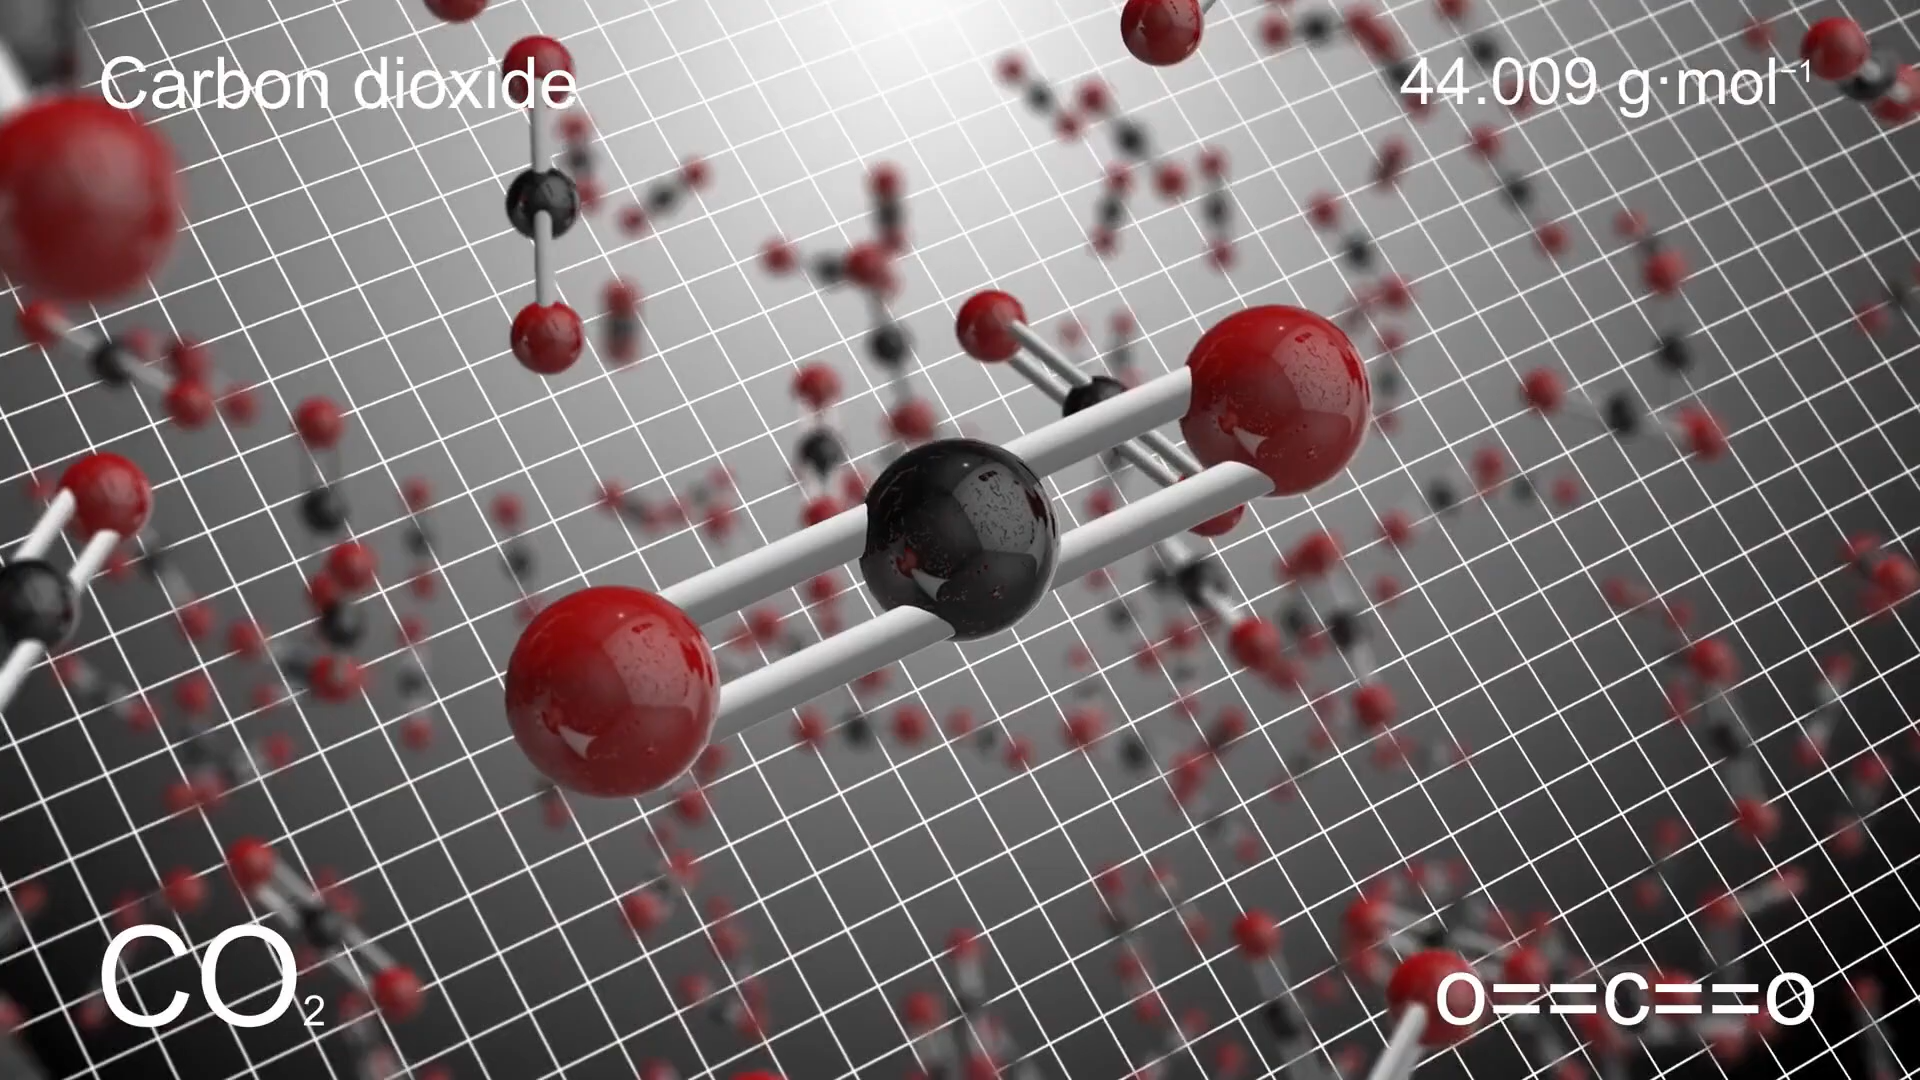 Carbon dioxide
44.009 g·mol⁻¹
CO₂
O==C==O